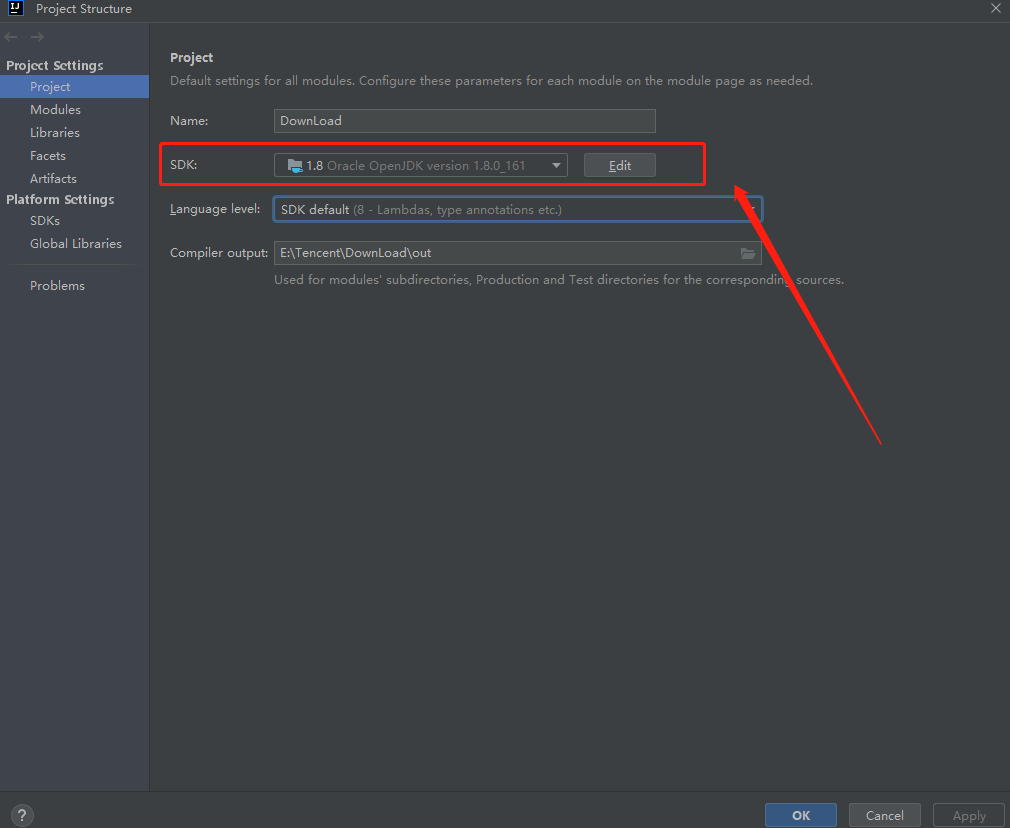 IJ
Project Structure
Project Settings
Project
Modules
Libraries
Facets
Artifacts
Platform Settings
SDKs
Global Libraries
Problems
Project
Default settings for all modules. Configure these parameters for each module on the module page as needed.
Name: DownLoad
SDK: 1.8 Oracle OpenJDK version 1.8.0_161 Edit
Language level: SDK default (8 - Lambdas, type annotations etc.)
Compiler output: E:\Tencent\DownLoad\out
Used for modules' subdirectories, Production and Test directories for the corresponding sources.
?
OK Cancel Apply